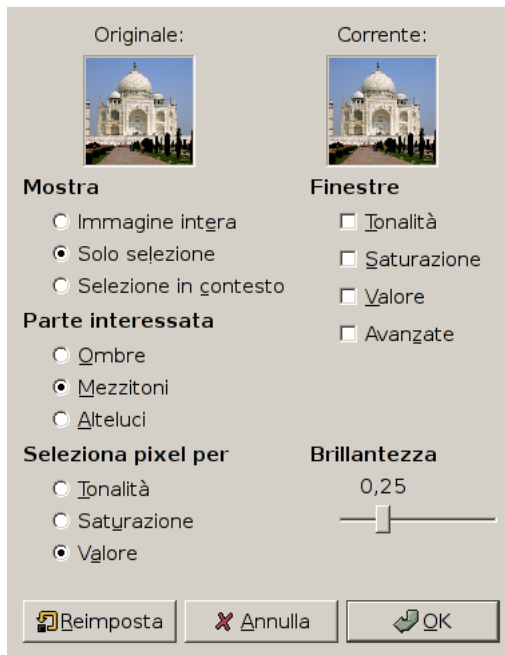 Originale:
Corrente:
Mostra
Immagine intera
Solo selezione
Selezione in contesto
Finestre
Tonalità
Saturazione
Valore
Avanzate
Parte interessata
Ombre
Mezzitoni
Alteluci
Seleziona pixel per
Tonalità
Saturazione
Valore
Brillantezza
0,25
Reimposta
Annulla
OK